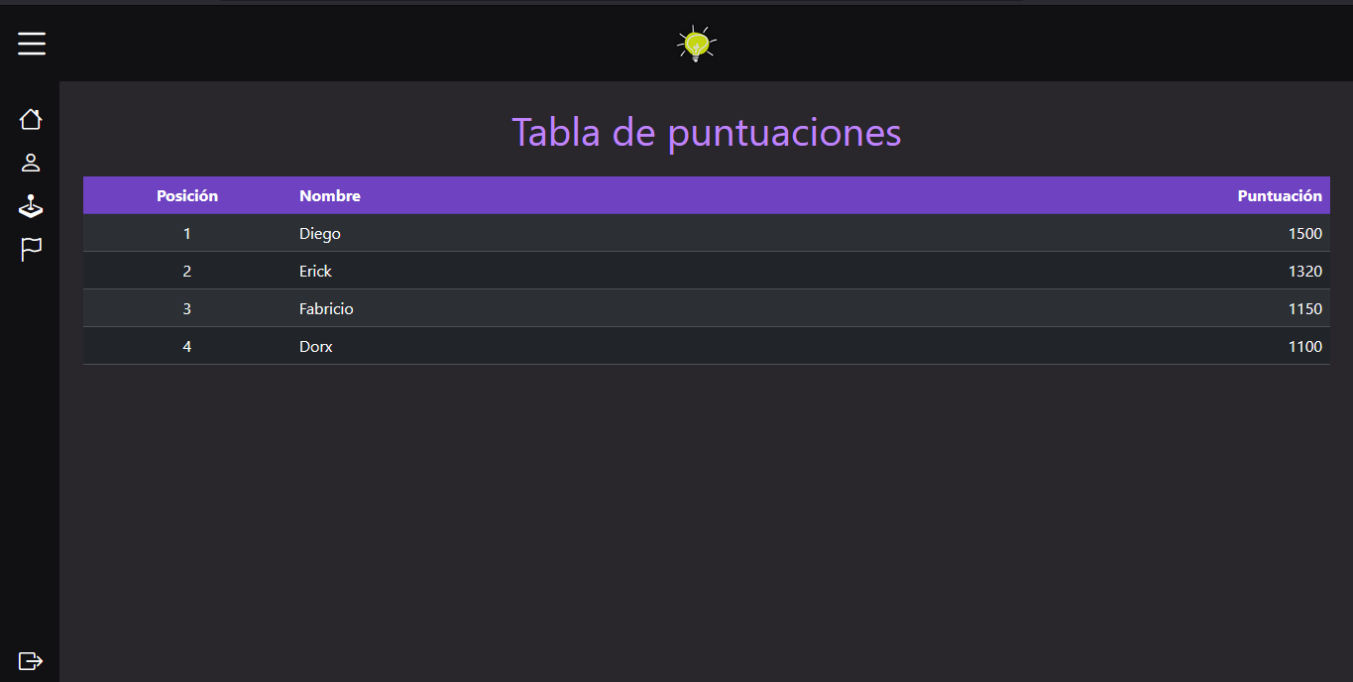 Tabla de puntuaciones
Posición Nombre Puntuación
1 Diego 1500
2 Erick 1320
3 Fabricio 1150
4 Dorx 1100